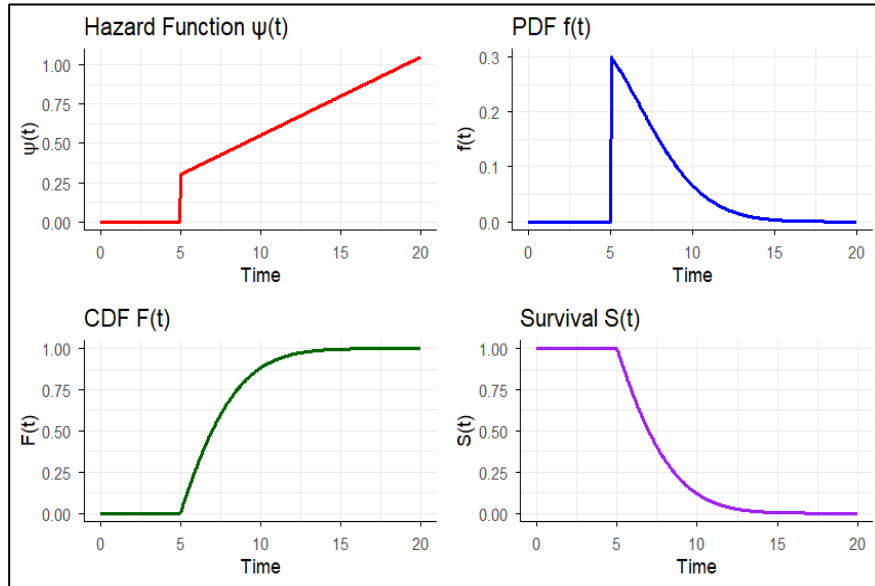 Hazard Function ψ(t)
1.00
0.75
0.50
0.25
0.00
ψ(t)
0 5 10 15 20
Time
PDF f(t)
0.3
0.2
0.1
0.0
f(t)
0 5 10 15 20
Time
CDF F(t)
1.00
0.75
0.50
0.25
0.00
F(t)
0 5 10 15 20
Time
Survival S(t)
1.00
0.75
0.50
0.25
0.00
S(t)
0 5 10 15 20
Time